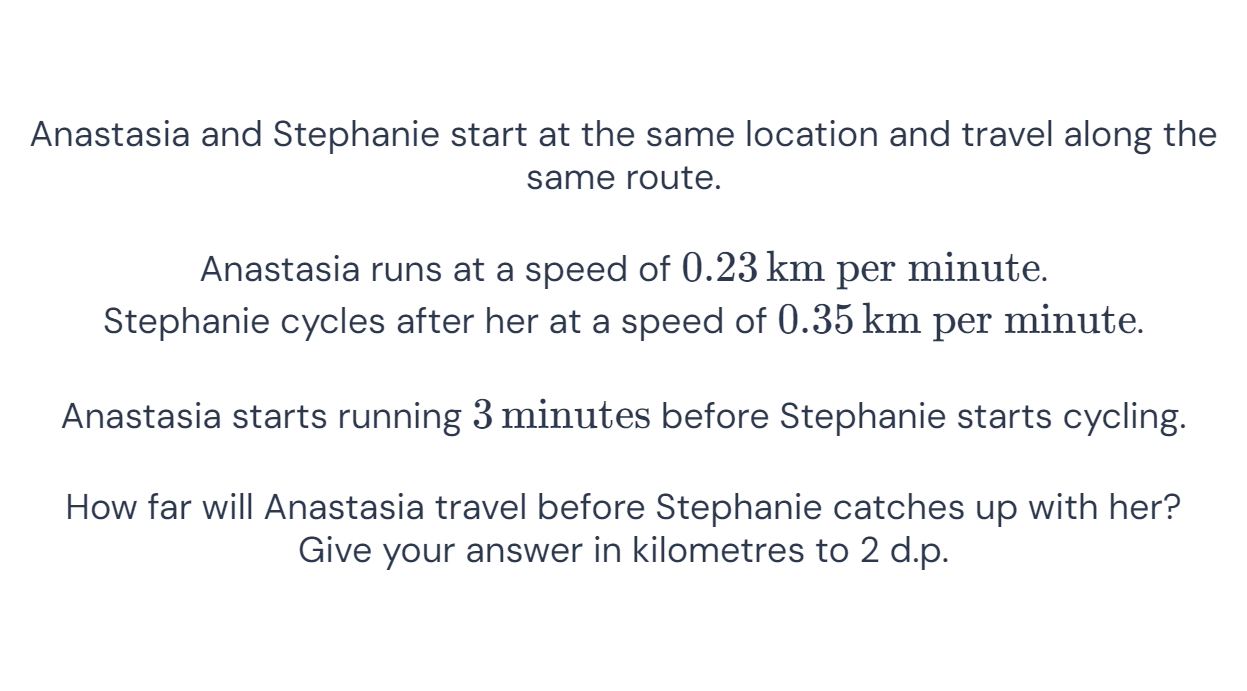 Anastasia and Stephanie start at the same location and travel along the
same route.
Anastasia runs at a speed of 0.23 km per minute.
Stephanie cycles after her at a speed of 0.35 km per minute.
Anastasia starts running 3 minutes before Stephanie starts cycling.
How far will Anastasia travel before Stephanie catches up with her?
Give your answer in kilometres to 2 d.p.